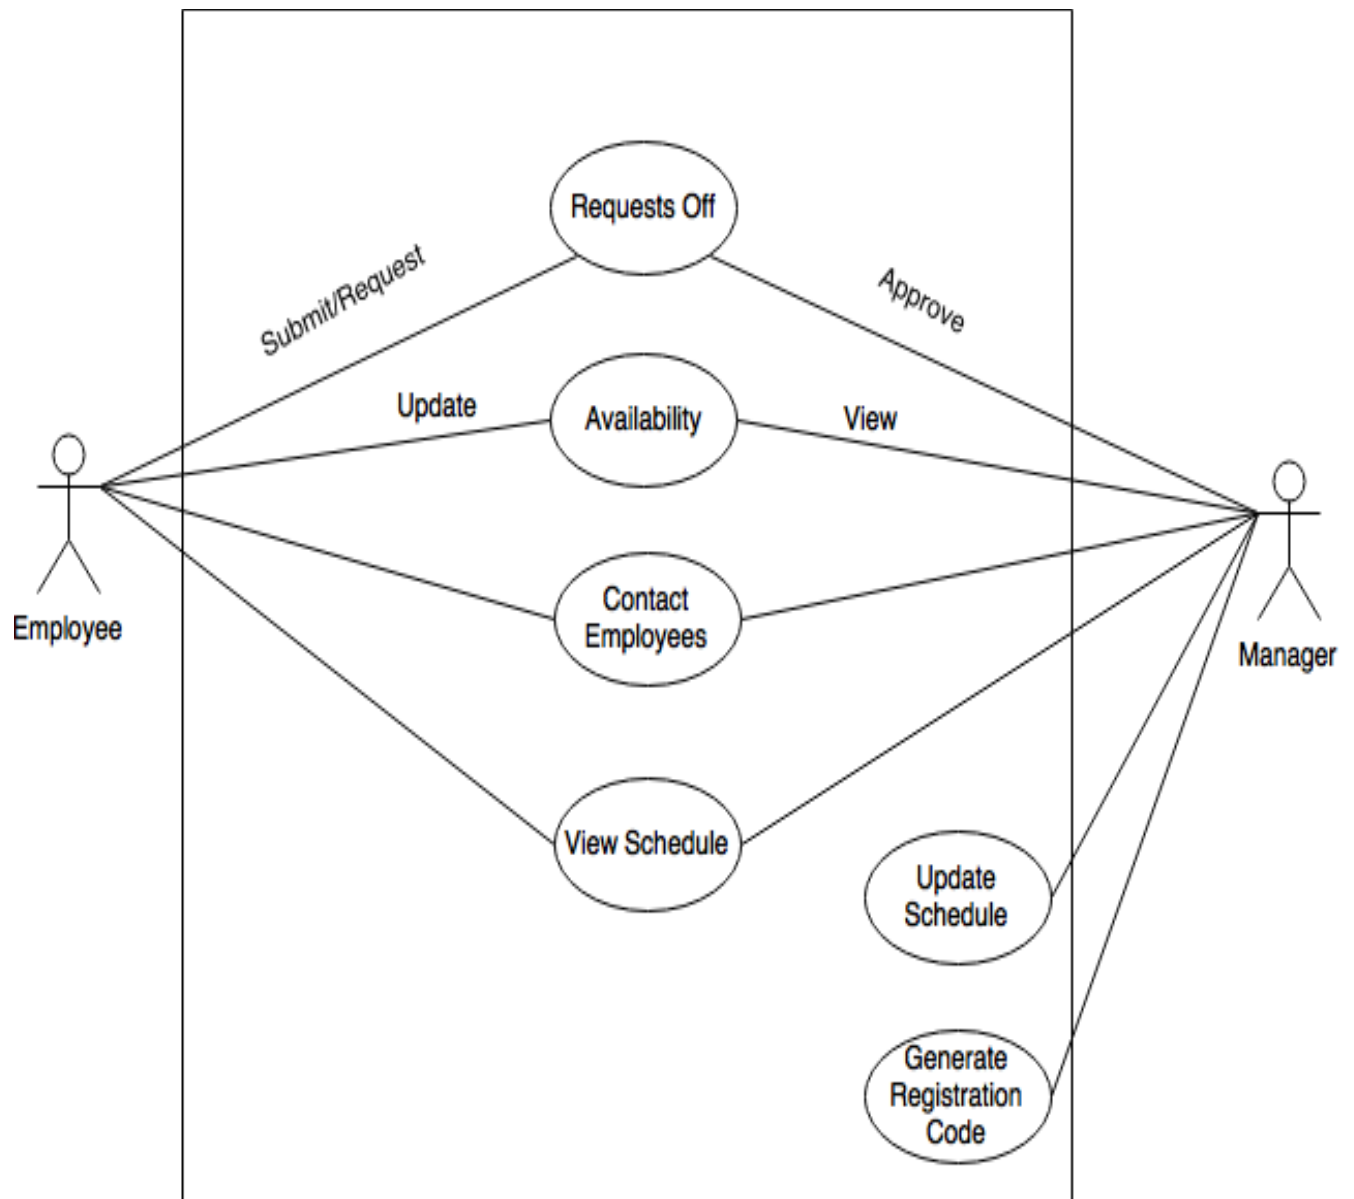 Requests Off
Submit/Request
Approve
Update
Availability
View
Contact
Employees
Employee
Manager
View Schedule
Update
Schedule
Generate
Registration
Code